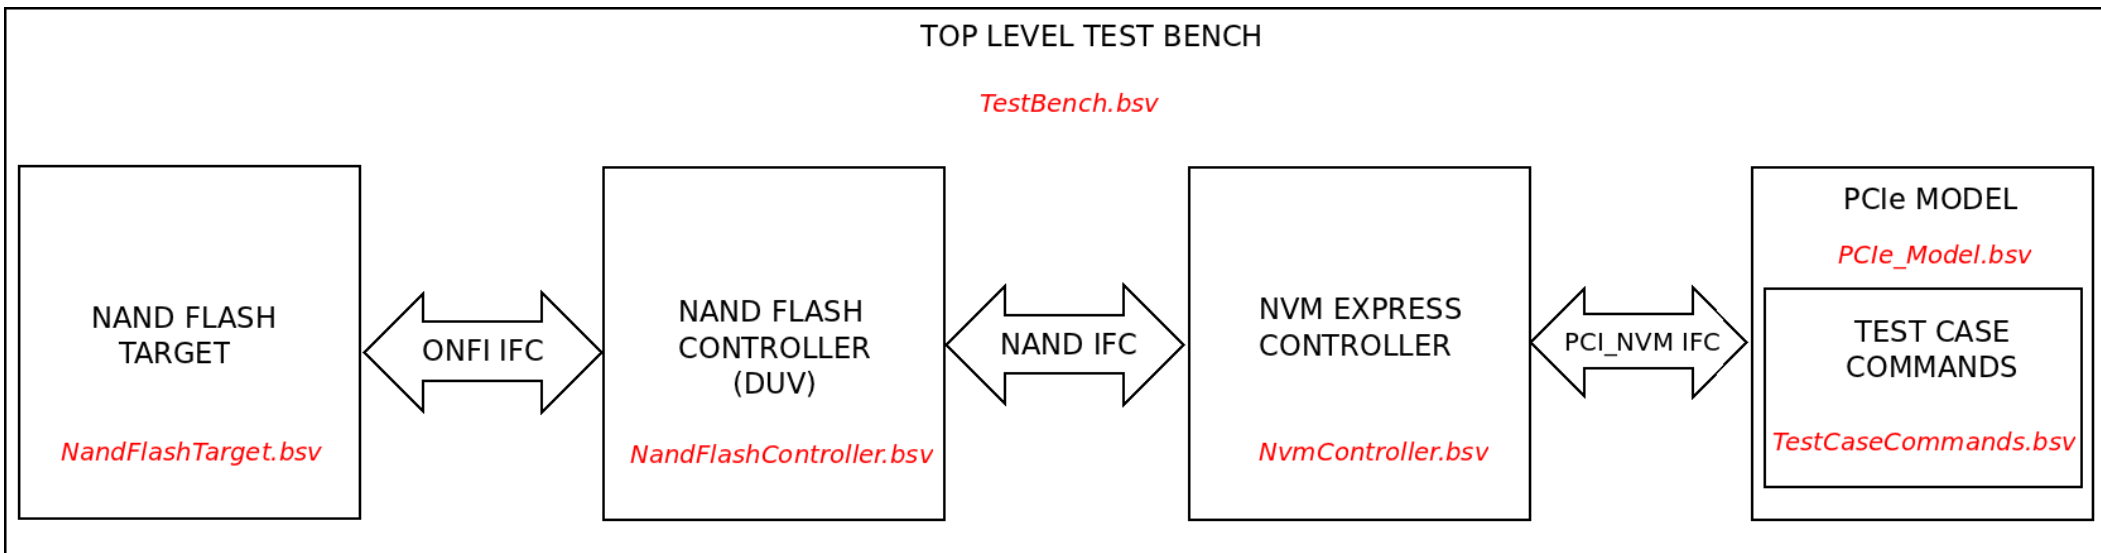 TOP LEVEL TEST BENCH
TestBench.bsv
NAND FLASH
TARGET
NandFlashTarget.bsv
ONFI IFC
NAND FLASH
CONTROLLER
(DUV)
NandFlashController.bsv
NAND IFC
NVM EXPRESS
CONTROLLER
NvmController.bsv
PCI_NVM IFC
PCIe MODEL
PCIe_Model.bsv
TEST CASE
COMMANDS
TestCaseCommands.bsv